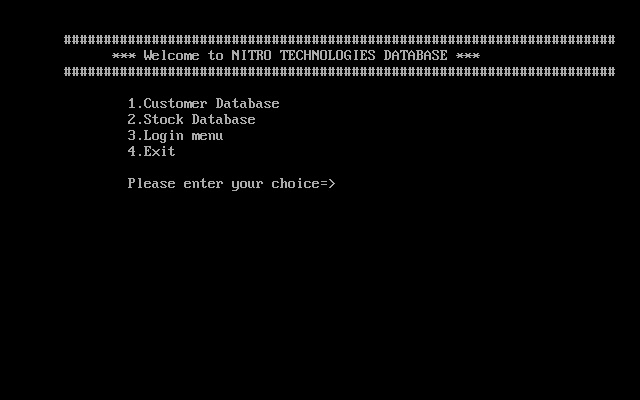 #####################################################################
*** Welcome to NITRO TECHNOLOGIES DATABASE ***
#####################################################################
1.Customer Database
2.Stock Database
3.Login menu
4.Exit
Please enter your choice=>